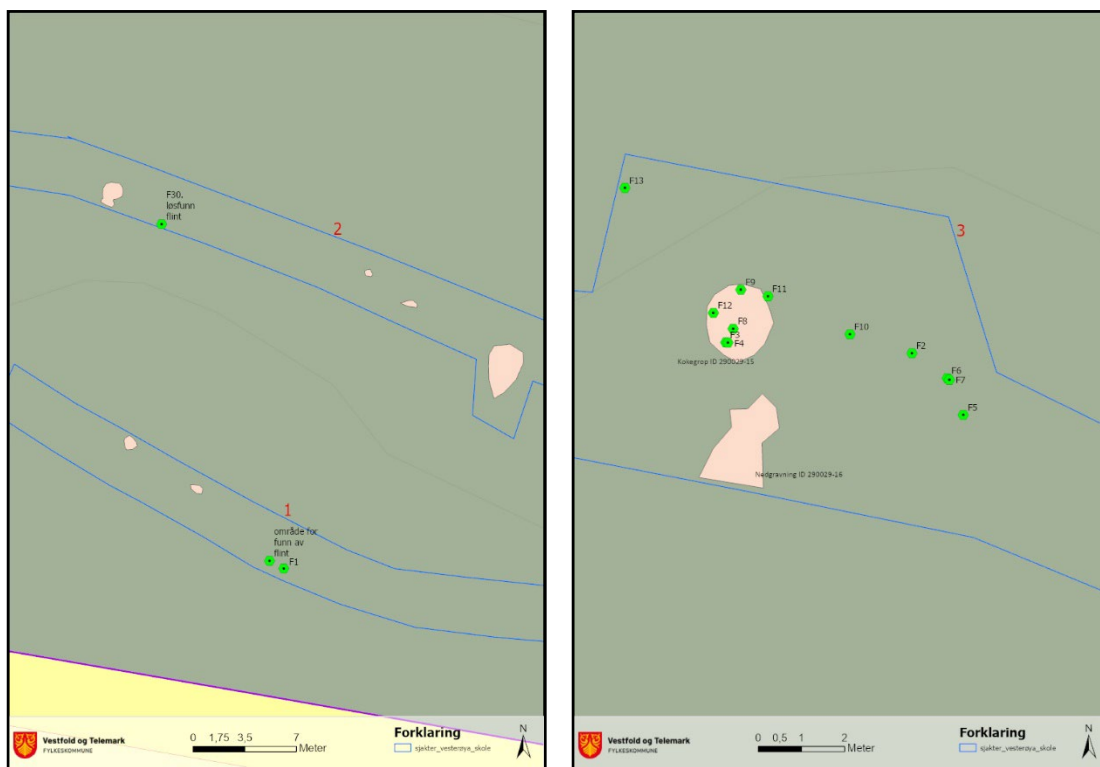 F30.
løsfunn
flint
2
1
område før
funn av
flint
F1
Vestfold og Telemark
FYLKESKOMMUNE
0 1,75 3,5 7
Meter
Forklaring
sjakter_vesterøya_skole
N
F13
3
F9
F11
F12
F8
F3
F4
F10
F2
F6
F7
F5
Kokegrop ID 290029-15
Nedgravning ID 290029-16
Vestfold og Telemark
FYLKESKOMMUNE
0 0,5 1 2
Meter
Forklaring
sjakter_vesterøya_skole
N